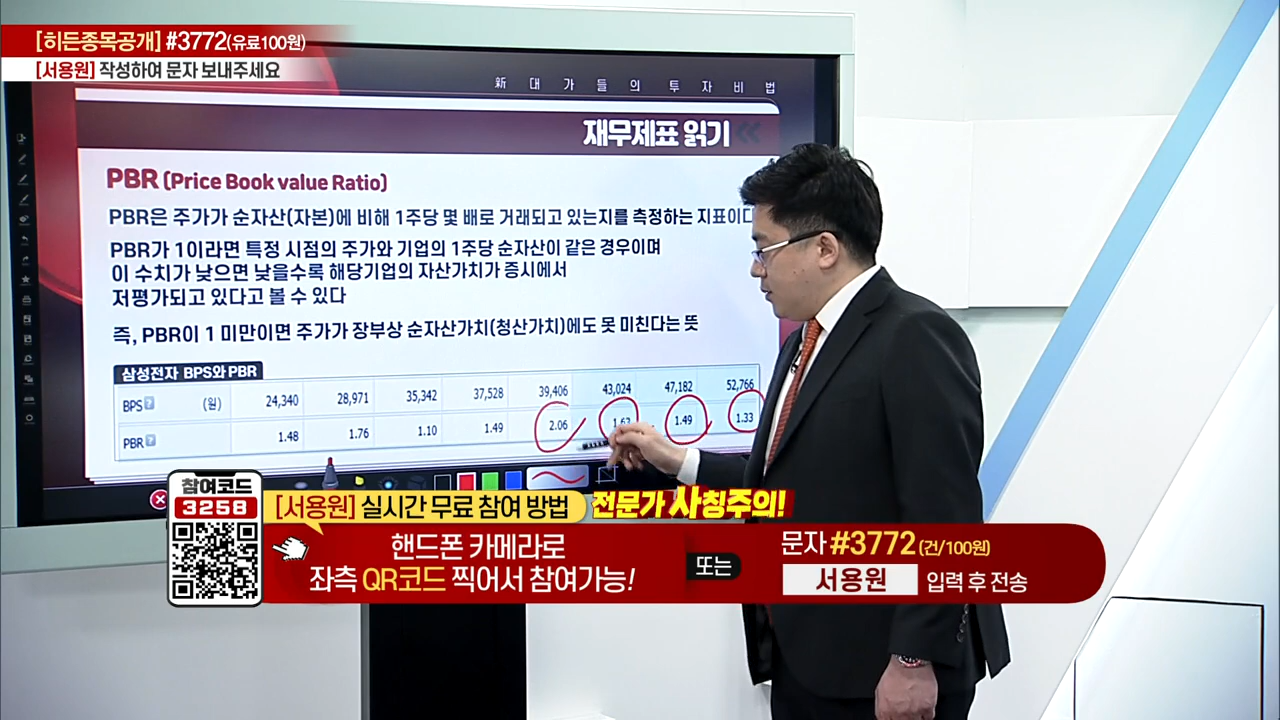 [히든종목공개] #3772(유료100원)
[서용원] 작성하여 문자 보내주세요
新 대 가 들 의 투 자 비 법
재무제표 읽기
PBR (Price Book value Ratio)
PBR은 주가가 순자산(자본)에 비해 1주당 몇 배로 거래되고 있는지를 측정하는 지표이다
PBR가 1이라면 특정 시점의 주가와 기업의 1주당 순자산이 같은 경우이며
이 수치가 낮으면 낮을수록 해당기업의 자산가치가 증시에서
저평가되고 있다고 볼 수 있다
즉, PBR이 1 미만이면 주가가 장부상 순자산가치(청산가치)에도 못 미친다는 뜻
삼성전자 BPS와 PBR
BPS (원) 24,340 28,971 35,342 37,528 39,406 43,024 47,182 52,766
PBR 1.48 1.76 1.10 1.49 2.06 1.49 1.33
참여코드
3258
[서용원] 실시간 무료 참여 방법
전문가 사칭주의!
핸드폰 카메라로
좌측 QR코드 찍어서 참여가능!
또는
문자 #3772 (건/100원)
서용원 입력 후 전송